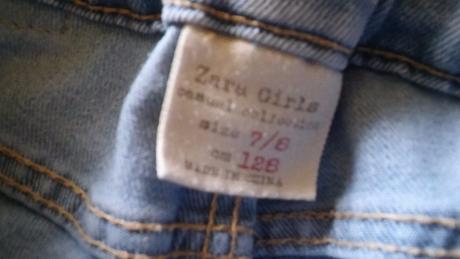 Zara Girls
casual collection
size 7/8
cm 128
MADE IN CHINA